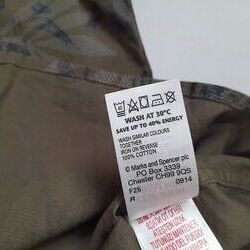 WASH AT 30°C
SAVE UP TO 40% ENERGY
WASH SIMILAR COLOURS
TOGETHER
IRON ON REVERSE
100% COTTON
© Marks and Spencer plc
PO Box 3339
Chester CH99 9QS
F25
R 0914